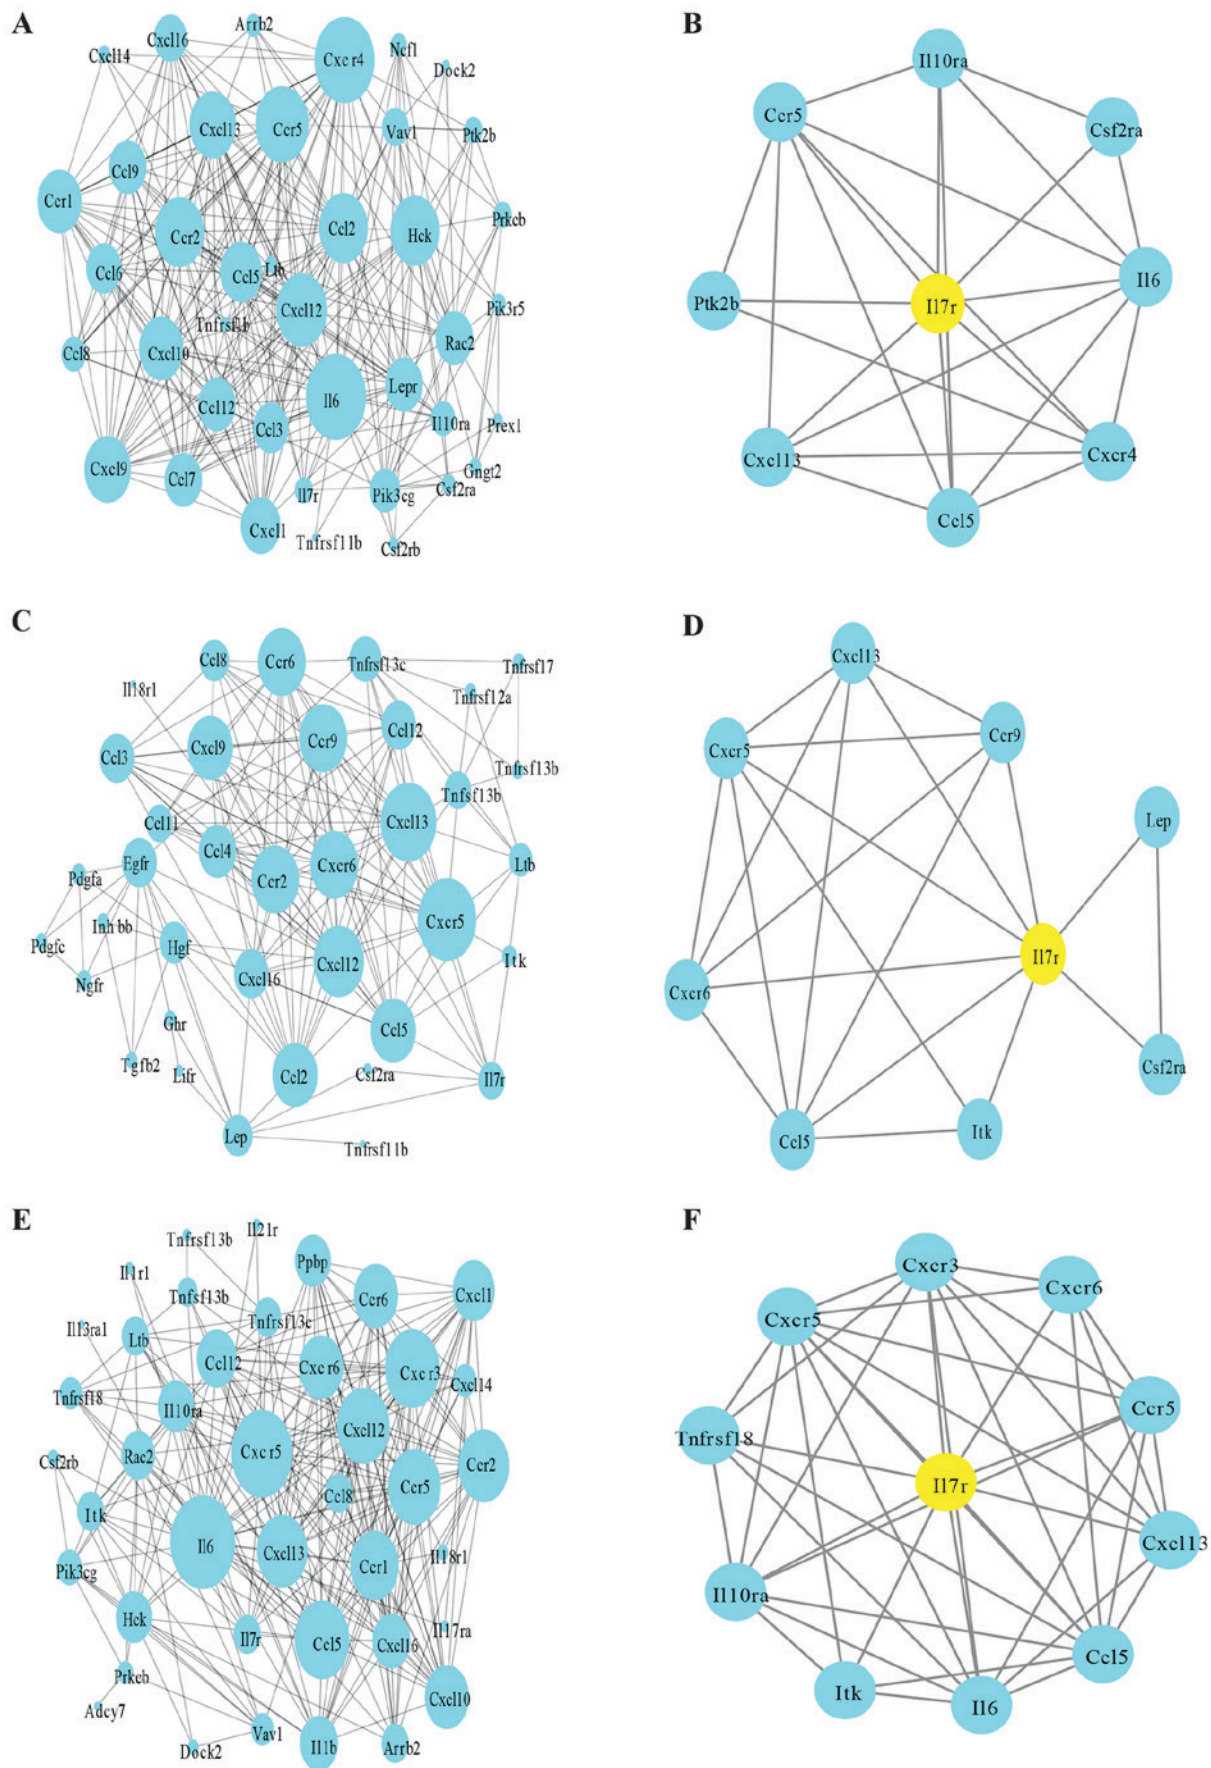 A
Arrb2
Cxcl16
Cxcl14
Cxcr4
Ncf1
Dock2
Cxcl13
Ccr5
Vav1
Ptk2b
Ccl9
Ccr1
Ccr2
Ccl2
Hck
Prkcb
Ccl6
Ccl5
Ltb
Cxcl12
Pik3r5
Tnfrsf1b
Ccl8
Cxcl10
Rac2
Lepr
Il6
Ccl12
Ccl3
Il10ra
Prex1
Cxcl9
Ccl7
Il7r
Pik3cg
Csf2ra
Gngt2
Cxcl1
Tnfrsf11b
Csf2rb
B
Il10ra
Ccr5
Csf2ra
Il6
Ptk2b
Il7r
Cxcl13
Cxcr4
Ccl5
C
Ccl8
Ccr6
Tnfrsf13c
Tnfrsf17
Il18r1
Tnfrsf12a
Ccl3
Cxcl9
Ccr9
Ccl12
Tnfrsf13b
Tnfsf13b
Ccl11
Cxcl13
Egfr
Ccl4
Ccr2
Cxcr6
Ltb
Pdgfa
Inhbb
Cxcr5
Pdgfc
Hgf
Ngfr
Cxcl16
Cxcl12
Itk
Ghr
Ccl5
Tgfb2
Lifr
Ccl2
Csf2ra
Il7r
Lep
Tnfrsf11b
D
Cxcl13
Cxcr5
Ccr9
Lep
Il7r
Cxcr6
Csf2ra
Ccl5
Itk
E
Tnfrsf13b
Il21r
Il1r1
Ppbp
Tnfsf13b
Ccr6
Cxcl1
Il13ra1
Ltb
Tnfrsf13c
Ccl12
Cxcr6
Cxcr3
Cxcl14
Tnfrsf18
Il10ra
Cxcl12
Csf2rb
Rac2
Cxcr5
Ccr2
Ccl8
Ccr5
Itk
Il6
Cxcl13
Ccr1
Il18r1
Pik3cg
Hck
Il7r
Ccl5
Cxcl16
Il17ra
Prkcb
Adcy7
Cxcl10
Dock2
Vav1
Il1b
Arrb2
F
Cxcr3
Cxcr6
Cxcr5
Ccr5
Tnfrsf18
Il7r
Cxcl13
Il10ra
Ccl5
Itk
Il6